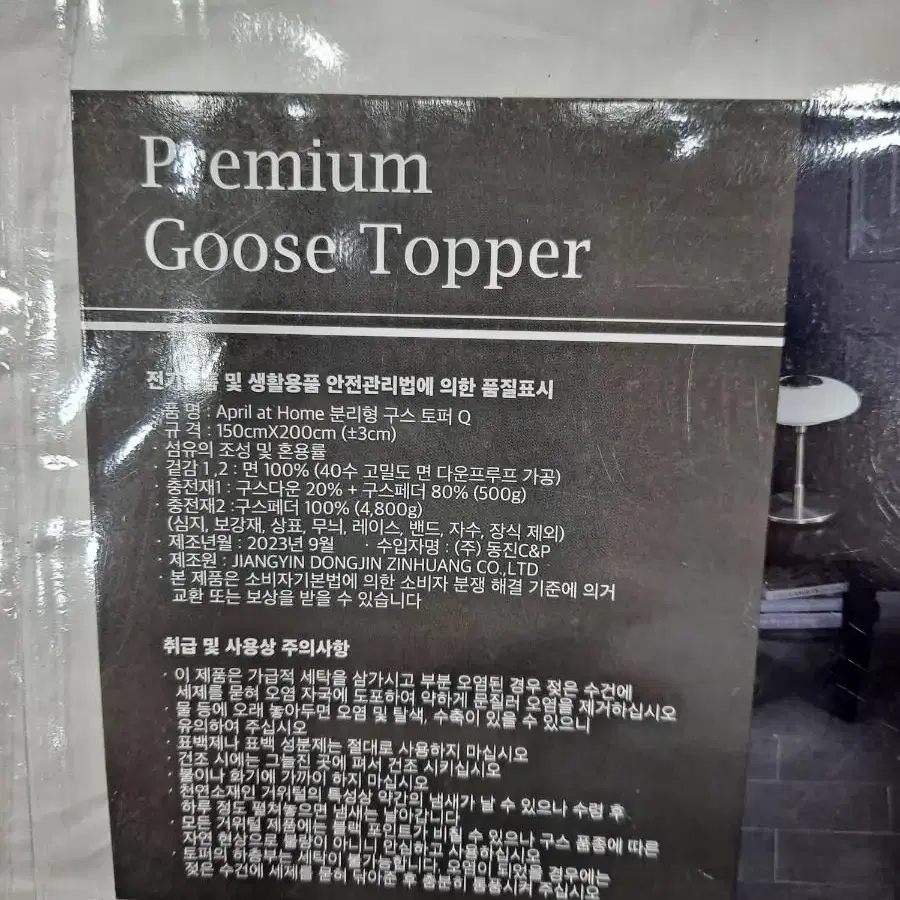 Premium
Goose Topper
전기용품 및 생활용품 안전관리법에 의한 품질표시
· 품 명 : April at Home 분리형 구스 토퍼 Q
· 규 격 : 150cmX200cm (±3cm)
· 섬유의 조성 및 혼용률
· 겉감 1, 2 : 면 100% (40수 고밀도 면 다운프루프 가공)
· 충전재1 : 구스다운 20% + 구스페더 80% (500g)
· 충전재2 :구스페더 100% (4,800g)
(심지, 보강재, 상표, 무늬, 레이스, 밴드, 자수, 장식 제외)
· 제조년월 : 2023년 9월 · 수입자명 : (주) 동진C&P
· 제조원 : JIANGYIN DONGJIN ZINHUANG CO.,LTD
· 본 제품은 소비자기본법에 의한 소비자 분쟁 해결 기준에 의거
교환 또는 보상을 받을 수 있습니다
취급 및 사용상 주의사항
· 이 제품은 가급적 세탁을 삼가시고 부분 오염된 경우 젖은 수건에
세제를 묻혀 오염 자국에 도포하여 약하게 문질러 오염을 제거하십시오
· 물 등에 오래 놓아두면 오염 및 탈색, 수축이 있을 수 있으니
유의하여 주십시오
· 표백제나 표백 성분제는 절대로 사용하지 마십시오
· 건조 시에는 그늘진 곳에 펴서 건조 시키십시오
· 불이나 화기에 가까이 하지 마십시오
· 천연소재인 거위털의 특성상 약간의 냄새가 날 수 있으나 수령 후
하루 정도 펼쳐놓으면 냄새는 날아갑니다
· 모든 거위털 제품에는 블랙 포인트가 비칠 수 있으나 구스 품종에 따른
자연 현상으로 불량이 아니니 안심하고 사용하십시오
· 토퍼의 하층부는 세탁이 불가능합니다, 오염이 되었을 경우에는
젖은 수건에 세제를 묻혀 닦아준 후 충분히 통풍시켜 주십시오